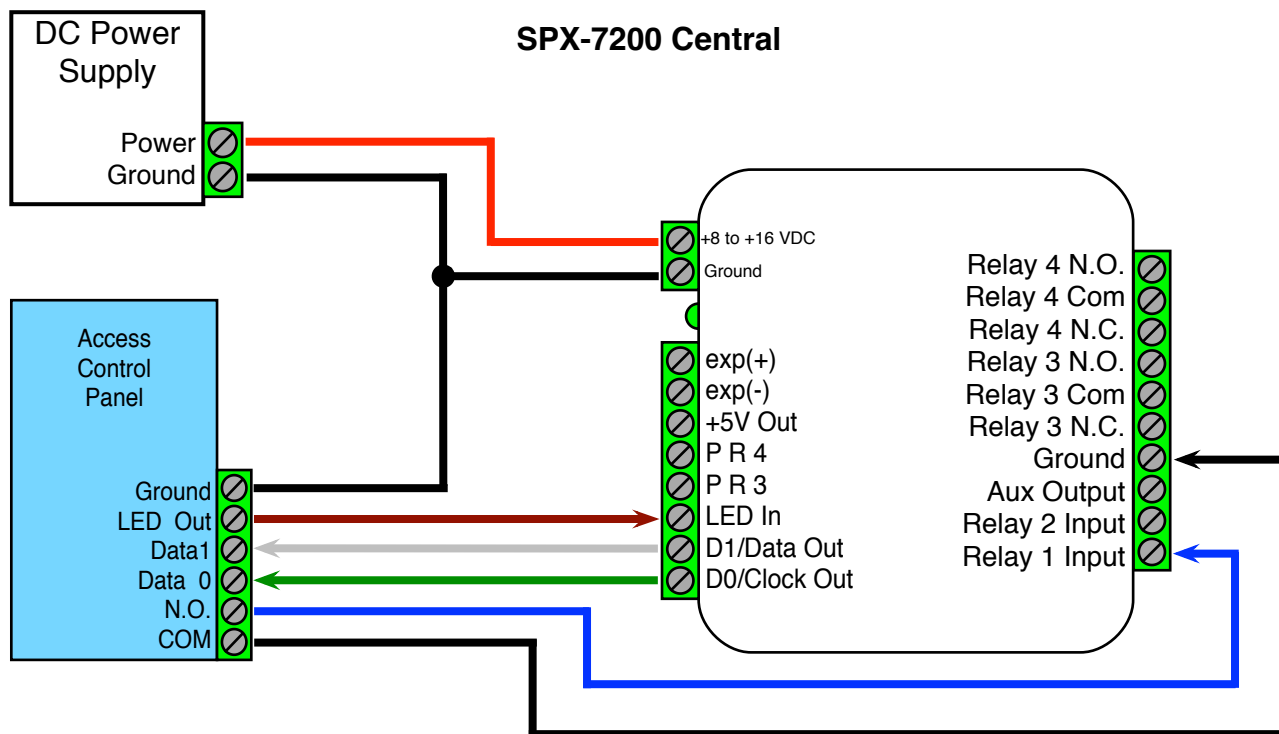 SPX-7200 Central
DC Power
Supply
Power
Ground
+8 to +16 VDC
Ground
Access
Control
Panel
Ground
LED Out
Data1
Data 0
N.O.
COM
exp(+)
exp(-)
+5V Out
P R 4
P R 3
LED In
D1/Data Out
D0/Clock Out
Relay 4 N.O.
Relay 4 Com
Relay 4 N.C.
Relay 3 N.O.
Relay 3 Com
Relay 3 N.C.
Ground
Aux Output
Relay 2 Input
Relay 1 Input